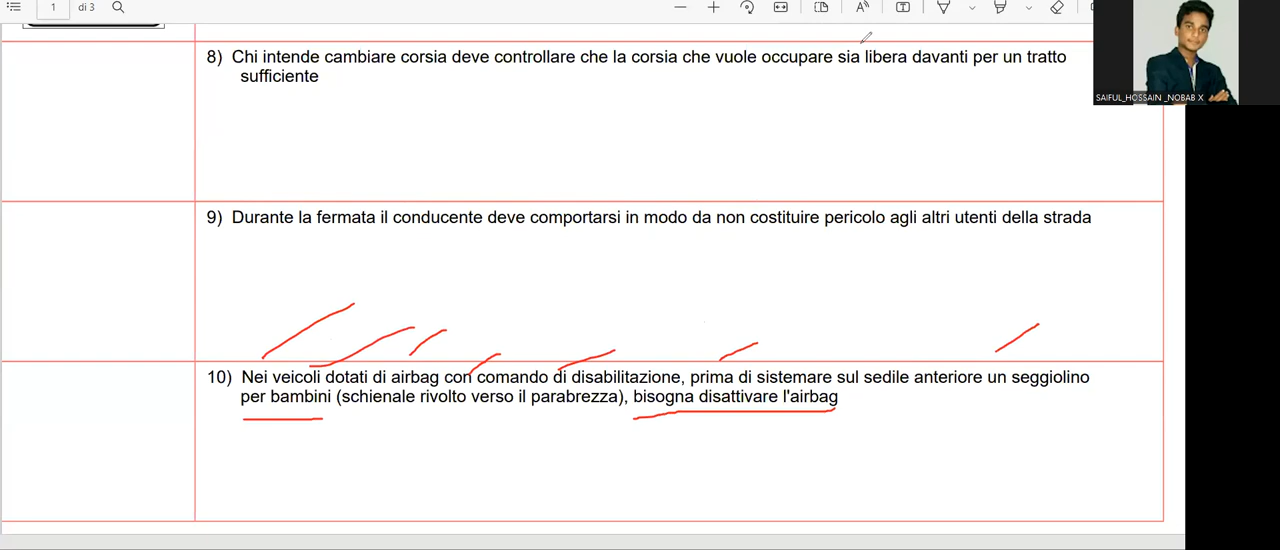 1 di 3
SAIFUL_HOSSAIN _NOBAB X
8) Chi intende cambiare corsia deve controllare che la corsia che vuole occupare sia libera davanti per un tratto
sufficiente
9) Durante la fermata il conducente deve comportarsi in modo da non costituire pericolo agli altri utenti della strada
10) Nei veicoli dotati di airbag con comando di disabilitazione, prima di sistemare sul sedile anteriore un seggiolino
per bambini (schienale rivolto verso il parabrezza), bisogna disattivare l'airbag